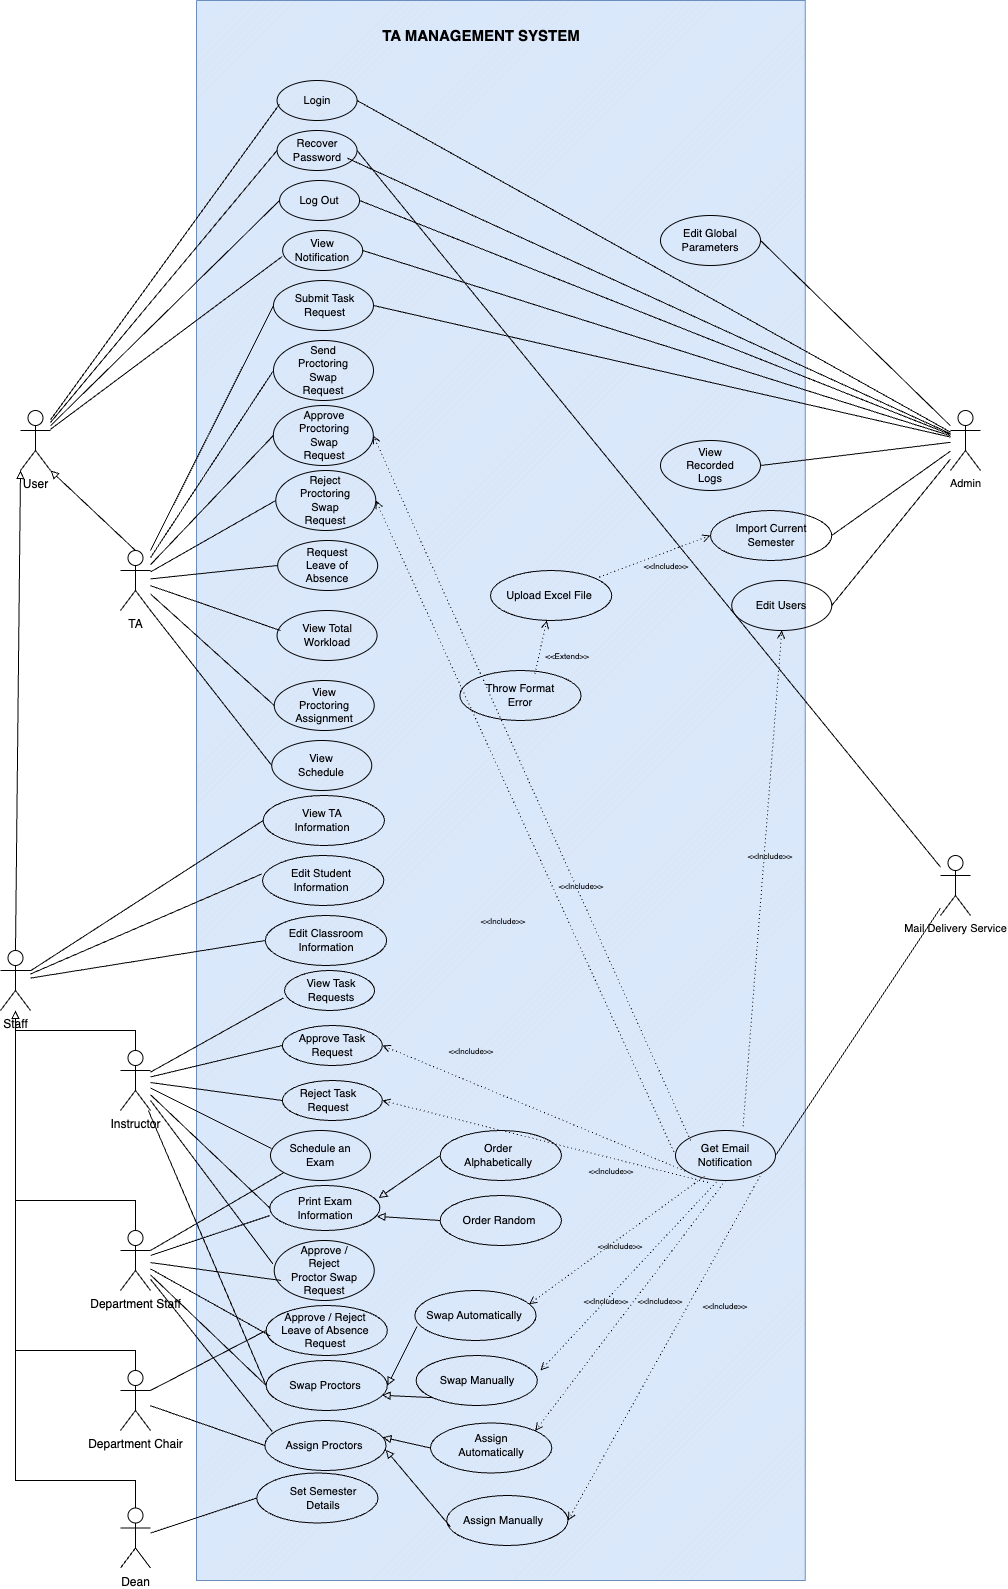 TA MANAGEMENT SYSTEM
Login
Recover
Password
Log Out
View
Notification
Edit Global
Parameters
Submit Task
Request
Send
Proctoring
Swap
Request
Approve
Proctoring
Swap
Request
User
View
Recorded
Logs
Admin
Reject
Proctoring
Swap
Request
Import Current
Semester
Request
Leave of
Absence
<<Include>>
Upload Excel File
Edit Users
TA
View Total
Workload
<<Extend>>
Throw Format
Error
View
Proctoring
Assignment
View
Schedule
View TA
Information
<<Include>>
Edit Student
Information
<<Include>>
<<Include>>
Mail Delivery Service
Edit Classroom
Information
View Task
Requests
Staff
Approve Task
Request
<<Include>>
Reject Task
Request
Instructor
Schedule an
Exam
Order
Alphabetically
Get Email
Notification
<<Include>>
Print Exam
Information
Order Random
Approve /
Reject
Proctor Swap
Request
<<Include>>
Department Staff
<<Include>>
<<Include>>
<<Include>>
Approve / Reject
Leave of Absence
Request
Swap Automatically
Swap Proctors
Swap Manually
Department Chair
Assign Proctors
Assign
Automatically
Set Semester
Details
Assign Manually
Dean